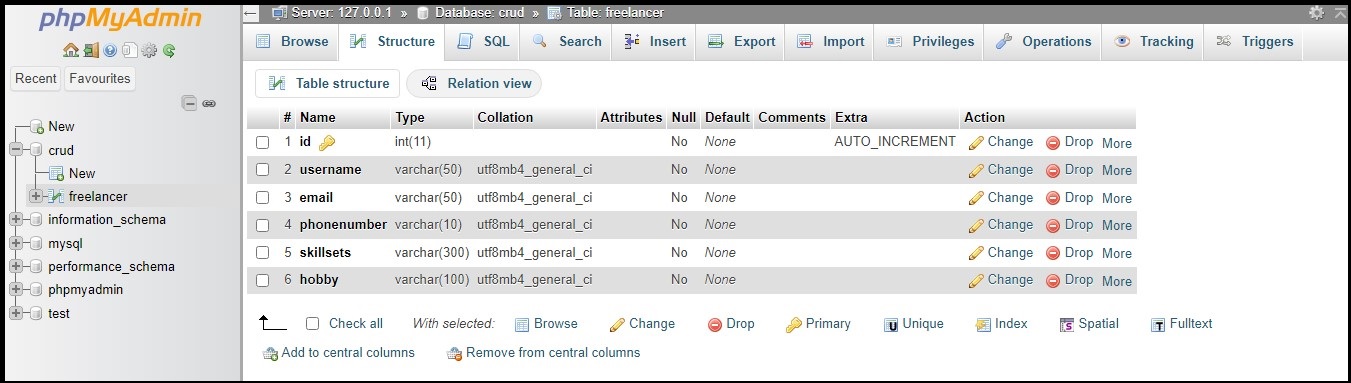 phpMyAdmin
Recent Favourites
New
crud
New
freelancer
information_schema
mysql
performance_schema
phpmyadmin
test
Server: 127.0.0.1 » Database: crud » Table: freelancer
Browse Structure SQL Search Insert Export Import Privileges Operations Tracking Triggers
Table structure Relation view
# Name Type Collation Attributes Null Default Comments Extra Action
1 id int(11) No None AUTO_INCREMENT Change Drop More
2 username varchar(50) utf8mb4_general_ci No None Change Drop More
3 email varchar(50) utf8mb4_general_ci No None Change Drop More
4 phonenumber varchar(10) utf8mb4_general_ci No None Change Drop More
5 skillsets varchar(300) utf8mb4_general_ci No None Change Drop More
6 hobby varchar(100) utf8mb4_general_ci No None Change Drop More
Check all With selected: Browse Change Drop Primary Unique Index Spatial Fulltext
Add to central columns Remove from central columns